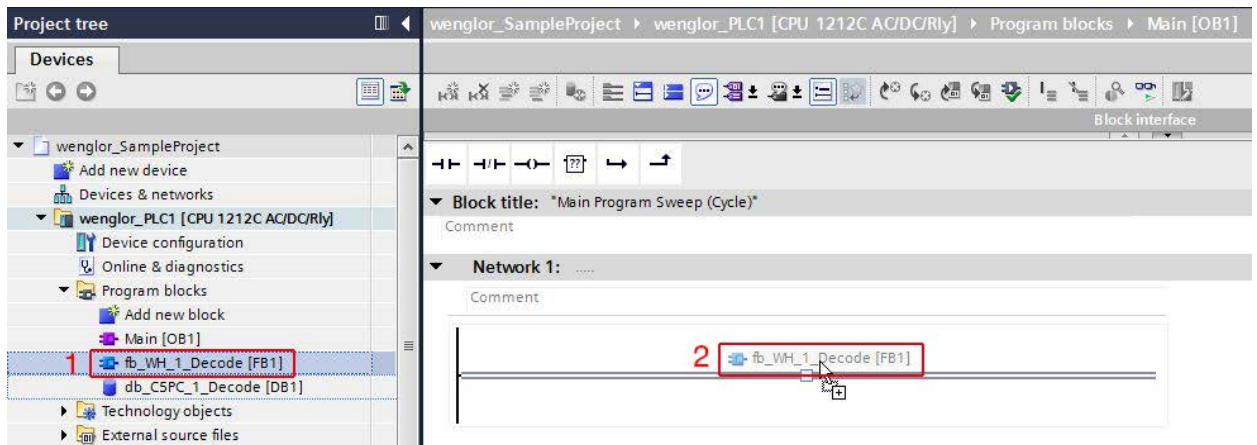 Project tree
wenglor_SampleProject ▸ wenglor_PLC1 [CPU 1212C AC/DC/Rly] ▸ Program blocks ▸ Main [OB1]
Devices
Block interface
wenglor_SampleProject
Add new device
Devices & networks
wenglor_PLC1 [CPU 1212C AC/DC/Rly]
Device configuration
Online & diagnostics
Program blocks
Add new block
Main [OB1]
1 fb_WH_1_Decode [FB1]
db_C5PC_1_Decode [DB1]
Technology objects
External source files
??
Block title: "Main Program Sweep (Cycle)"
Comment
Network 1: .....
Comment
2 fb_WH_1_Decode [FB1]